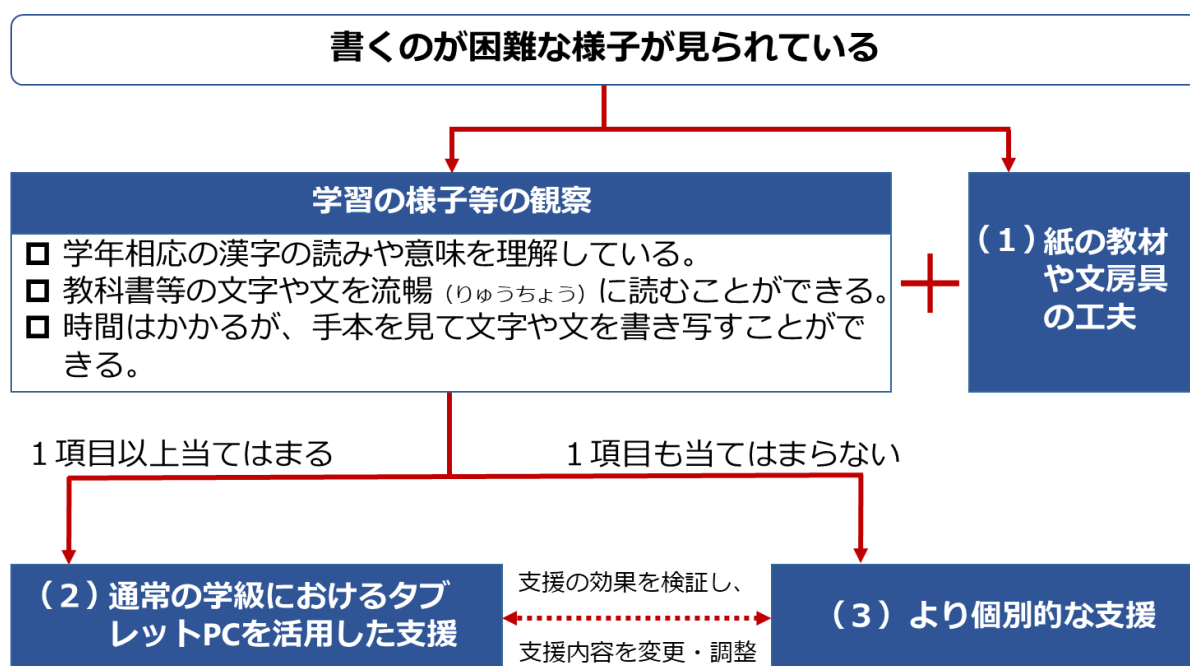 書くのが困難な様子が見られている
学習の様子等の観察
□ 学年相応の漢字の読みや意味を理解している。
□ 教科書等の文字や文を流暢（りゅうちょう）に読むことができる。
□ 時間はかかるが、手本を見て文字や文を書き写すことがで
きる。
＋
（１）紙の教材
や文房具
の工夫
１項目以上当てはまる
１項目も当てはまらない
（２）通常の学級におけるタブ
レットPCを活用した支援
支援の効果を検証し、
支援内容を変更・調整
（３）より個別的な支援